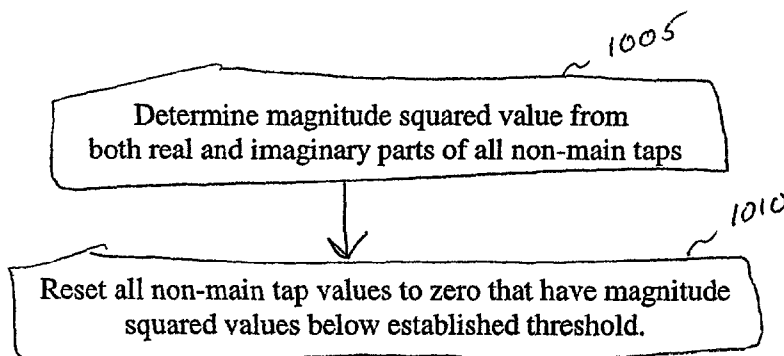 1005
Determine magnitude squared value from
both real and imaginary parts of all non-main taps
1010
Reset all non-main tap values to zero that have magnitude
squared values below established threshold.